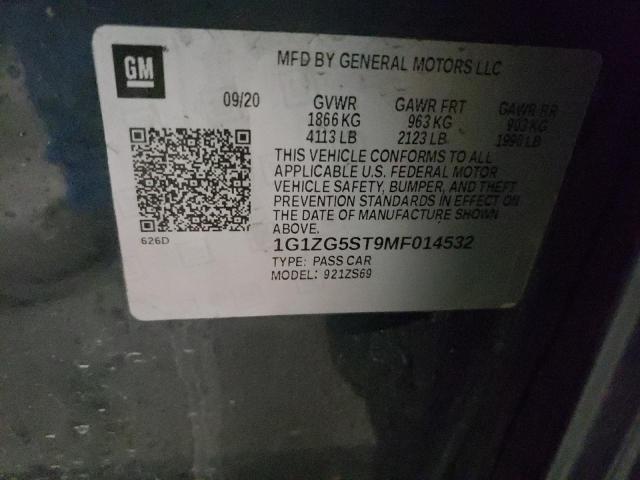 GM
MFD BY GENERAL MOTORS LLC
09/20 GVWR GAWR FRT GAWR RR
1866 KG 963 KG 903 KG
4113 LB 2123 LB 1990 LB
THIS VEHICLE CONFORMS TO ALL
APPLICABLE U.S. FEDERAL MOTOR
VEHICLE SAFETY, BUMPER, AND THEFT
PREVENTION STANDARDS IN EFFECT ON
THE DATE OF MANUFACTURE SHOWN
ABOVE.
626D
1G1ZG5ST9MF014532
TYPE: PASS CAR
MODEL: 921ZS69